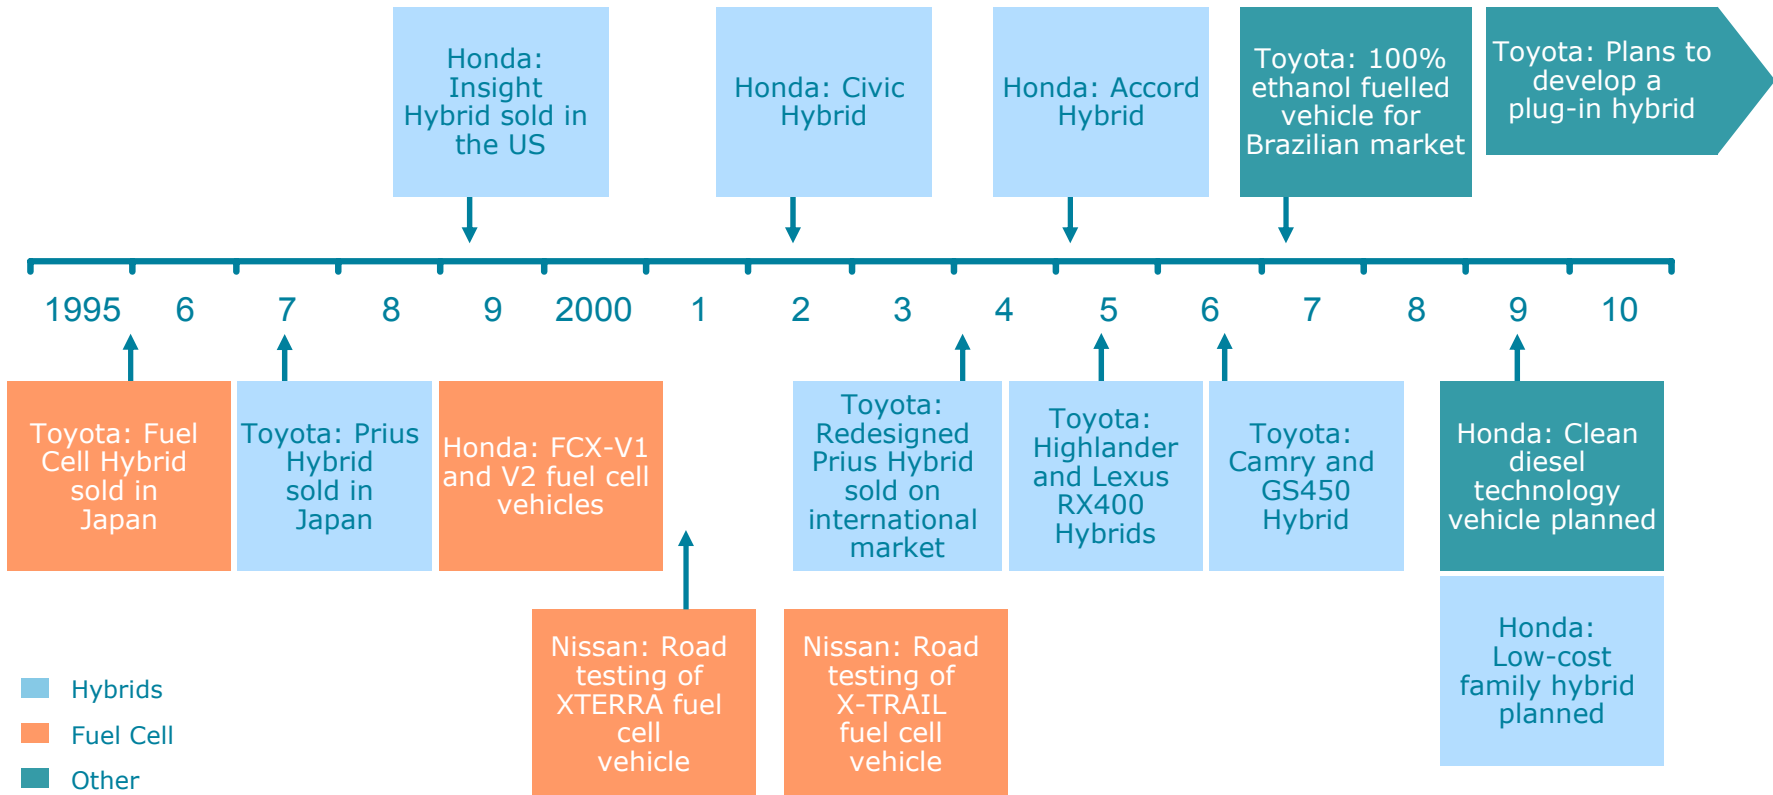 Honda:
Insight
Hybrid sold in
the US
Honda: Civic
Hybrid
Honda: Accord
Hybrid
Toyota: 100%
ethanol fuelled
vehicle for
Brazilian market
Toyota: Plans to
develop a
plug-in hybrid
1995 6 7 8 9 2000 1 2 3 4 5 6 7 8 9 10
Toyota: Fuel
Cell Hybrid
sold in
Japan
Toyota: Prius
Hybrid
sold in
Japan
Honda: FCX-V1
and V2 fuel cell
vehicles
Toyota:
Redesigned
Prius Hybrid
sold on
international
market
Toyota:
Highlander
and Lexus
RX400
Hybrids
Toyota:
Camry and
GS450
Hybrid
Honda: Clean
diesel
technology
vehicle planned
Nissan: Road
testing of
XTERRA fuel
cell
vehicle
Nissan: Road
testing of
X-TRAIL
fuel cell
vehicle
Honda:
Low-cost
family hybrid
planned
Hybrids
Fuel Cell
Other